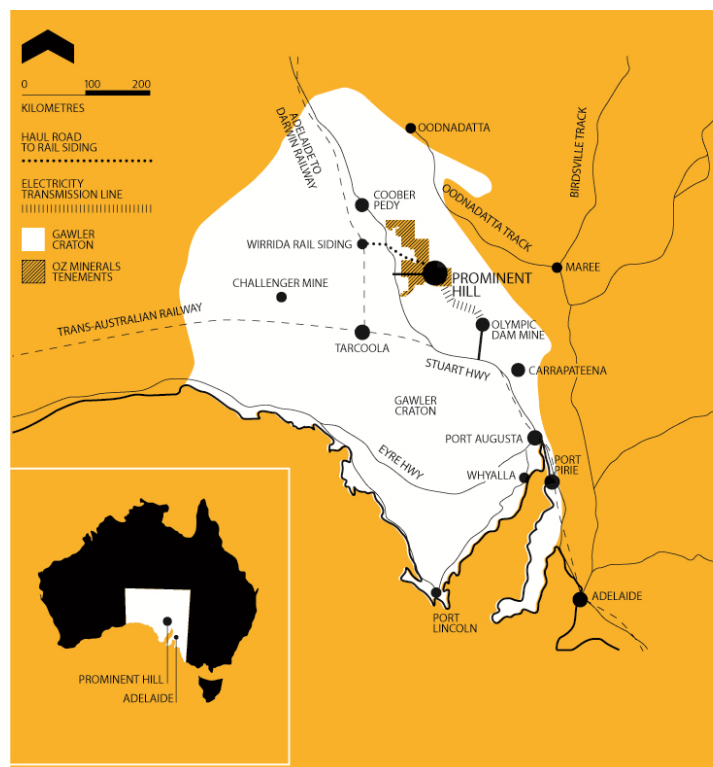 0 100 200
KILOMETRES
HAUL ROAD
TO RAIL SIDING
ELECTRICITY
TRANSMISSION LINE
GAWLER
CRATON
OZ MINERALS
TENEMENTS
ADELAIDE TO
DARWIN RAILWAY
OODNADATTA
BIRDSVILLE TRACK
COOBER
PEDY
OODNADATTA TRACK
WIRRIDA RAIL SIDING
MAREE
CHALLENGER MINE
PROMINENT
HILL
TRANS-AUSTRALIAN RAILWAY
OLYMPIC
DAM MINE
TARCOOLA
STUART HWY
CARRAPATEENA
GAWLER
CRATON
PORT AUGUSTA
EYRE HWY
WHYALLA
PORT
PIRIE
ADELAIDE
PORT
LINCOLN
PROMINENT HILL
ADELAIDE